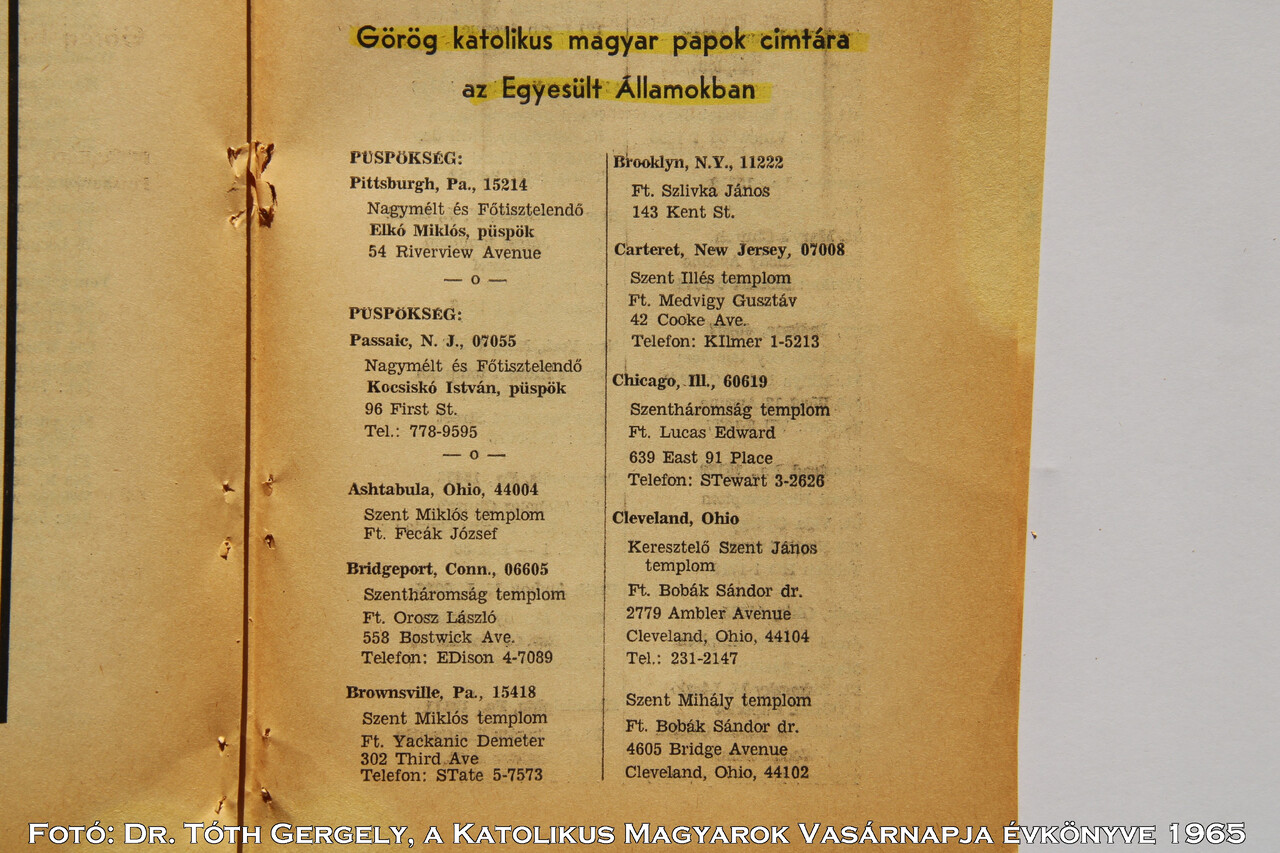 Görög katolikus magyar papok cimtára
az Egyesült Államokban
PÜSPÖKSÉG:
Pittsburgh, Pa., 15214
Nagymélt és Főtisztelendő
Elkó Miklós, püspök
54 Riverview Avenue
— o —
PÜSPÖKSÉG:
Passaic, N. J., 07055
Nagymélt és Főtisztelendő
Kocsiskó István, püspök
96 First St.
Tel.: 778-9595
— o —
Ashtabula, Ohio, 44004
Szent Miklós templom
Ft. Fecák József
Bridgeport, Conn., 06605
Szentháromság templom
Ft. Orosz László
558 Bostwick Ave.
Telefon: EDison 4-7089
Brownsville, Pa., 15418
Szent Miklós templom
Ft. Yackanic Demeter
302 Third Ave
Telefon: STate 5-7573
Brooklyn, N.Y., 11222
Ft. Szlivka János
143 Kent St.
Carteret, New Jersey, 07008
Szent Illés templom
Ft. Medvigy Gusztáv
42 Cooke Ave.
Telefon: KIlmer 1-5213
Chicago, Ill., 60619
Szentháromság templom
Ft. Lucas Edward
639 East 91 Place
Telefon: STewart 3-2626
Cleveland, Ohio
Keresztelő Szent János
templom
Ft. Bobák Sándor dr.
2779 Ambler Avenue
Cleveland, Ohio, 44104
Tel.: 231-2147
Szent Mihály templom
Ft. Bobák Sándor dr.
4605 Bridge Avenue
Cleveland, Ohio, 44102
Fotó: Dr. Tóth Gergely, a Katolikus Magyarok Vasárnapja évkönyve 1965